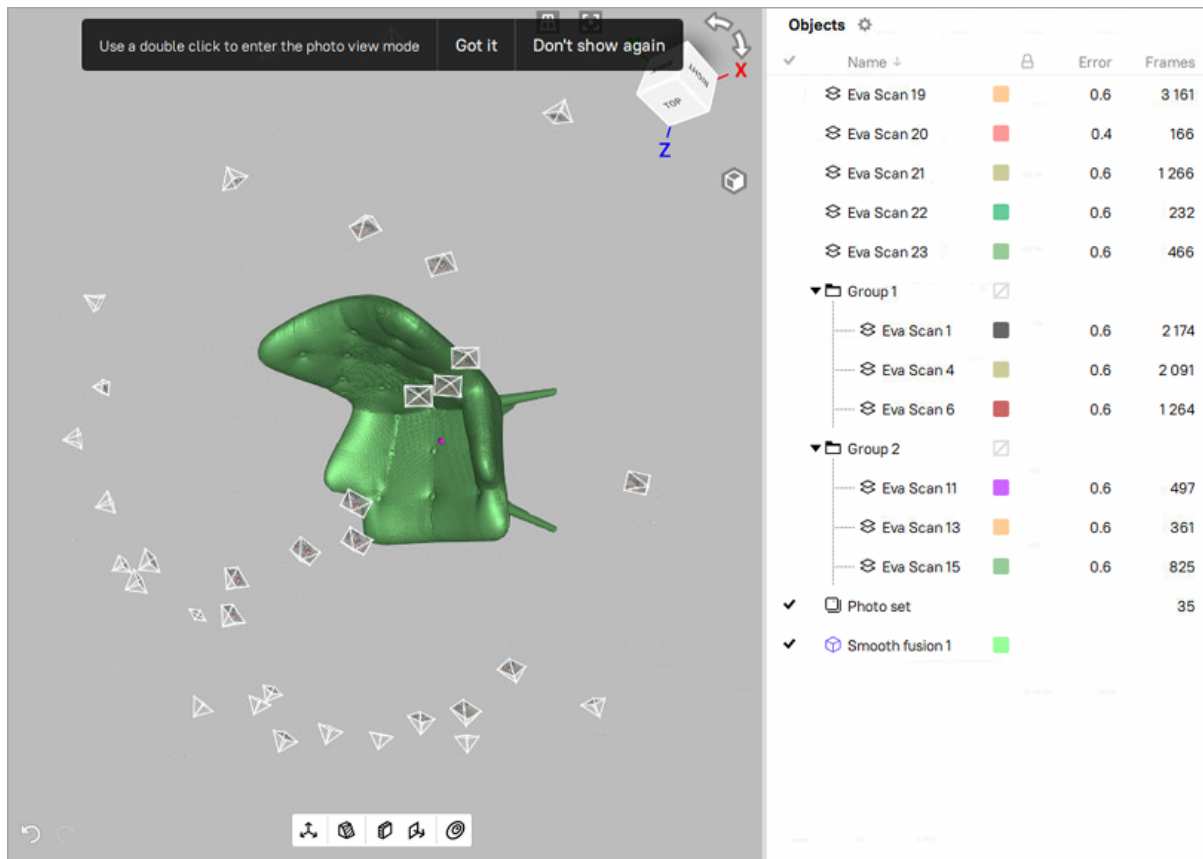 Use a double click to enter the photo view mode Got it Don't show again
X
RIGHT
TOP
Z
Objects
Name ↓ Error Frames
Eva Scan 19 0.6 3 161
Eva Scan 20 0.4 166
Eva Scan 21 0.6 1 266
Eva Scan 22 0.6 232
Eva Scan 23 0.6 466
Group 1
Eva Scan 1 0.6 2 174
Eva Scan 4 0.6 2 091
Eva Scan 6 0.6 1 264
Group 2
Eva Scan 11 0.6 497
Eva Scan 13 0.6 361
Eva Scan 15 0.6 825
Photo set 35
Smooth fusion 1